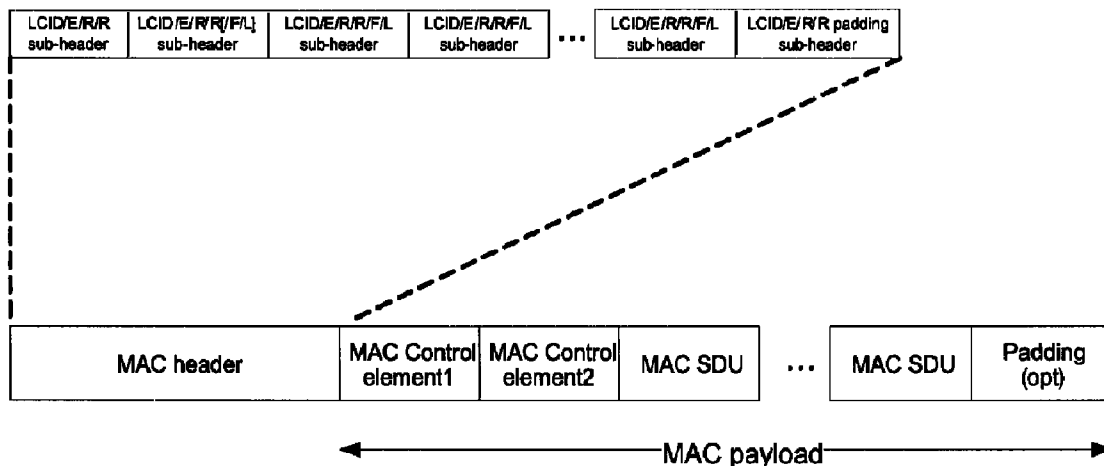 LCID/E/R/R
sub-header
LCID/E/R/R[/F/L]
sub-header
LCID/E/R/R/F/L
sub-header
LCID/E/R/R/F/L
sub-header
...
LCID/E/R/R/F/L
sub-header
LCID/E/R/R padding
sub-header
MAC header
MAC Control
element1
MAC Control
element2
MAC SDU
...
MAC SDU
Padding
(opt)
MAC payload